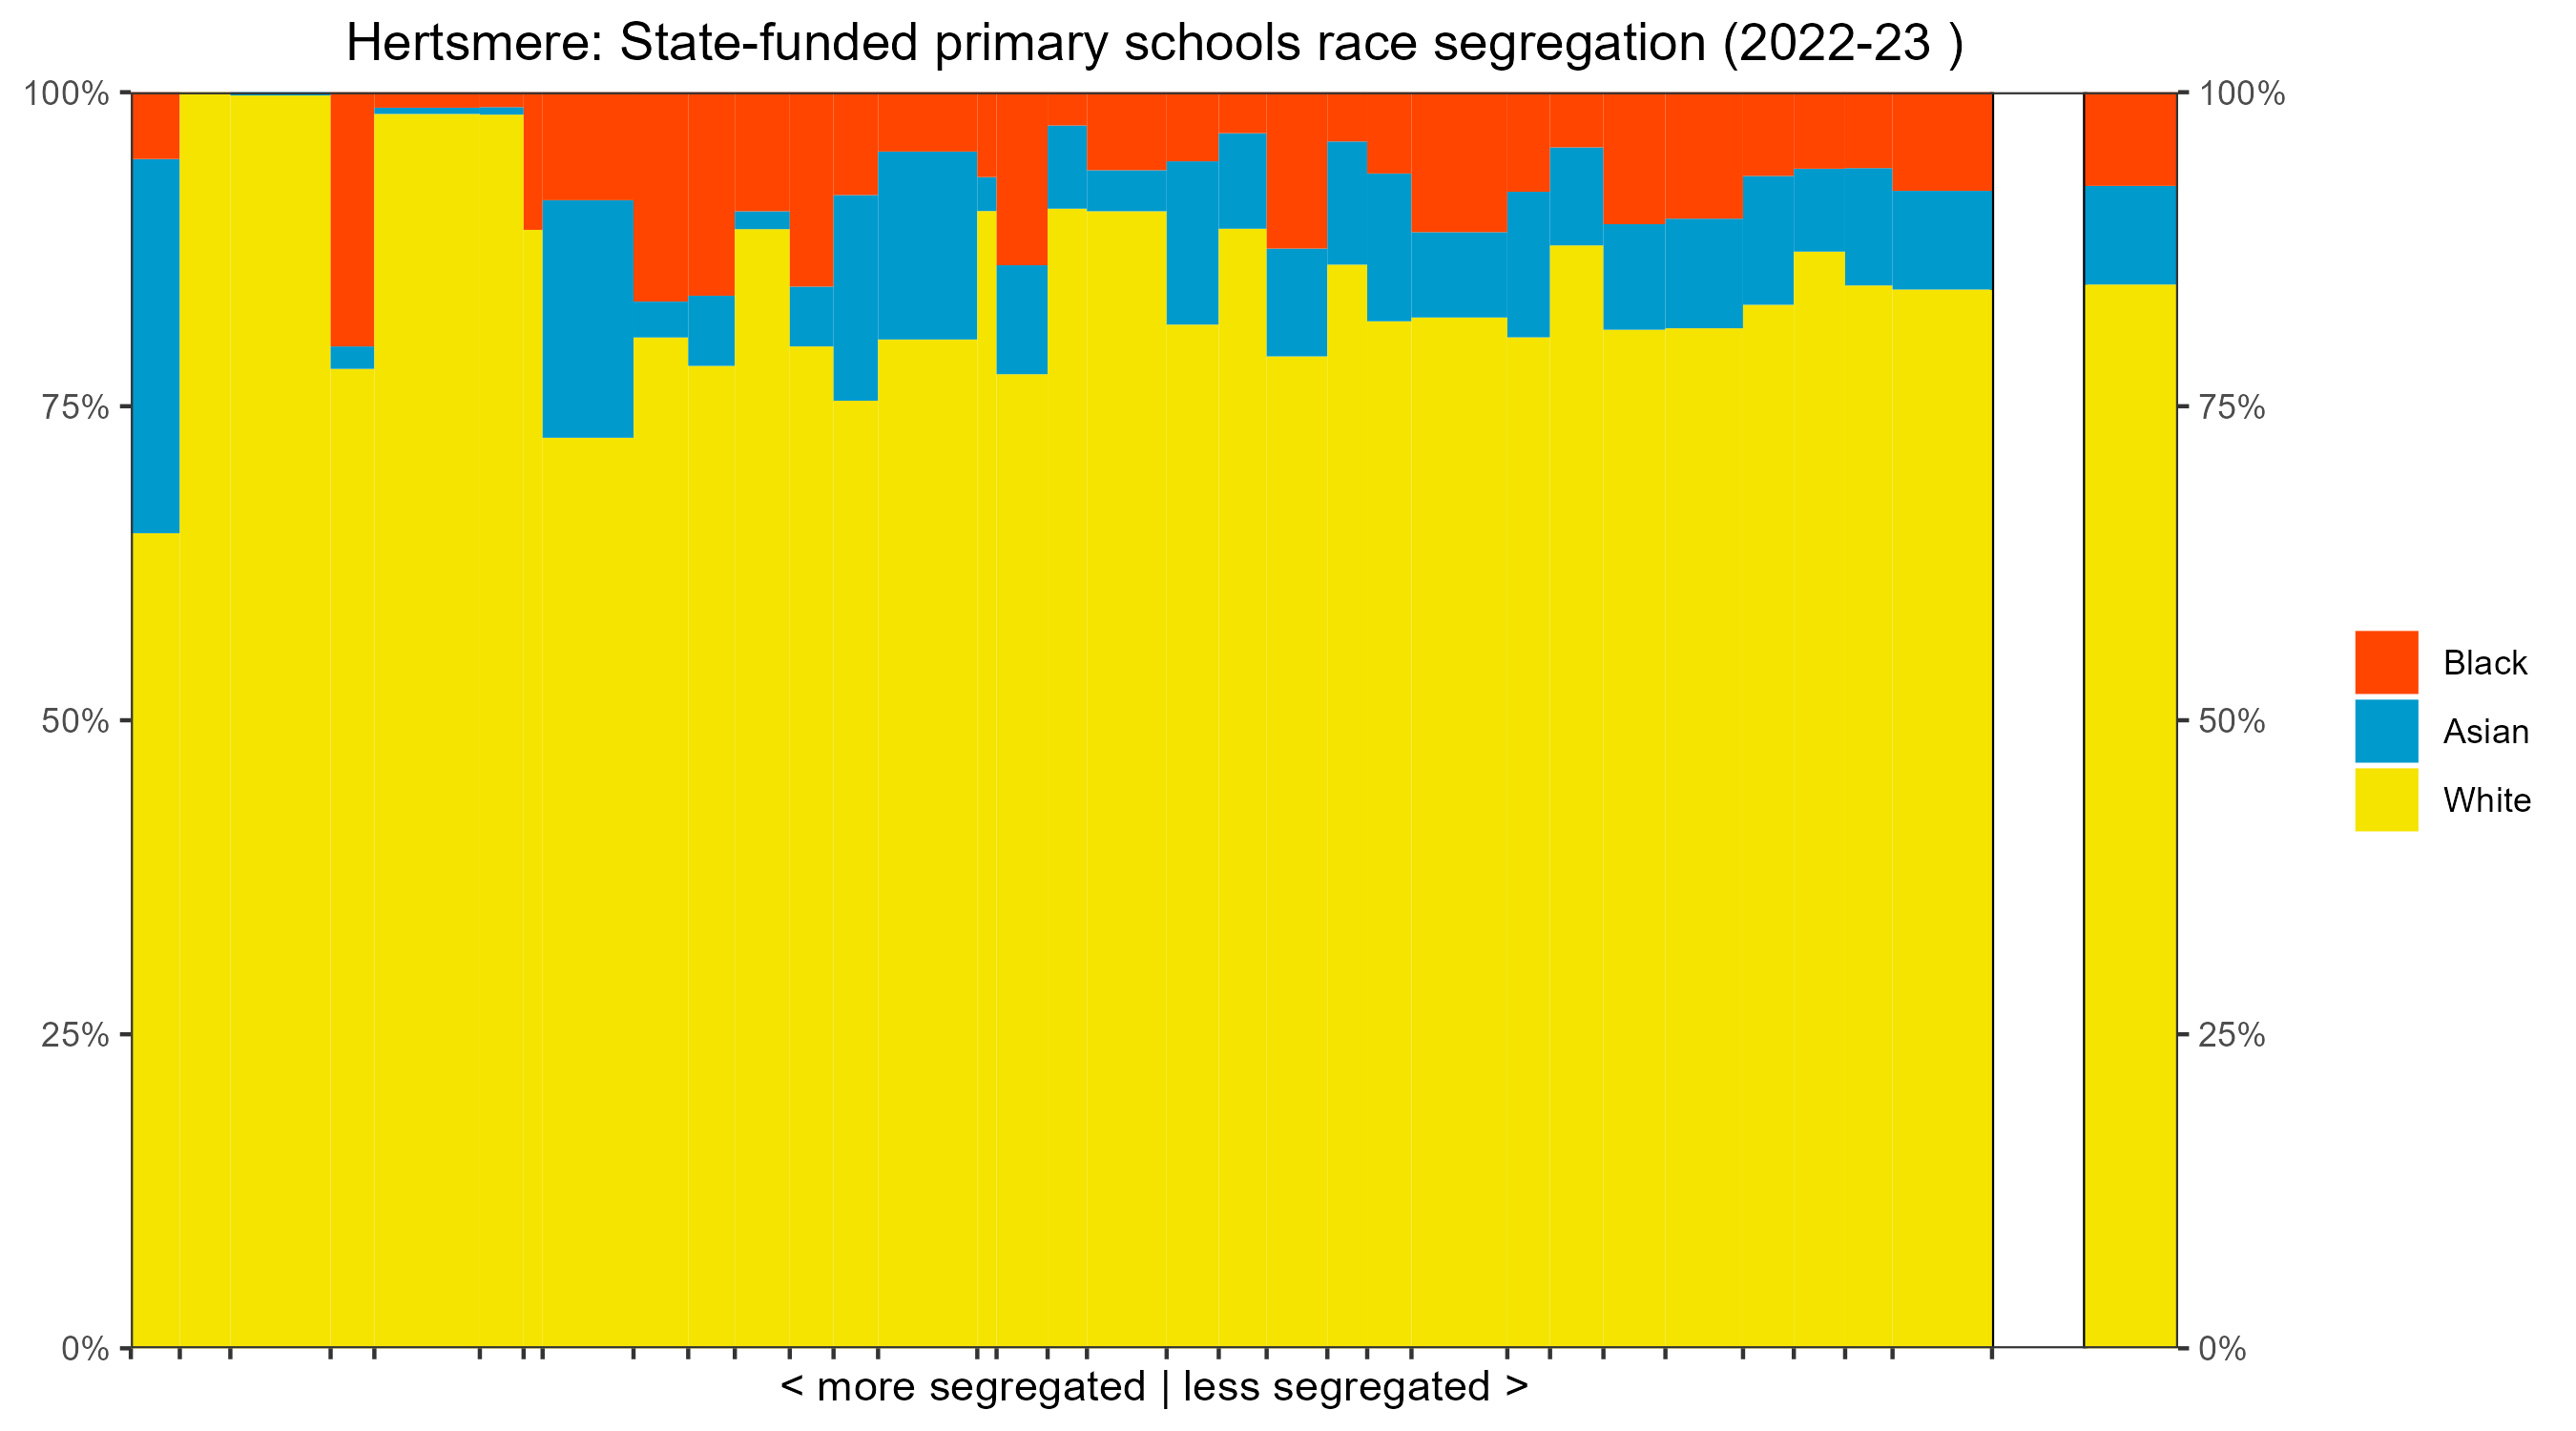 Hertsmere: State-funded primary schools race segregation (2022-23 )
100%
75%
50%
25%
0%
100%
75%
50%
25%
0%
Black
Asian
White
< more segregated | less segregated >